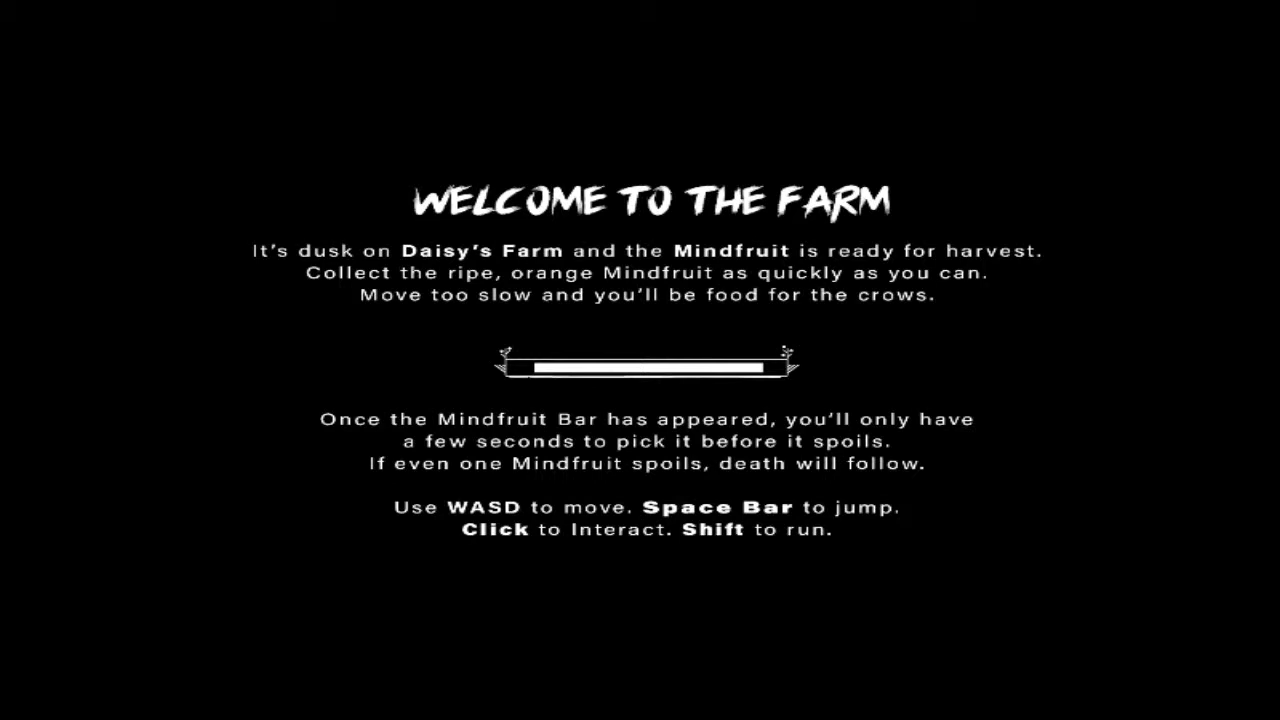 WELCOME TO THE FARM
It's dusk on Daisy's Farm and the Mindfruit is ready for harvest.
Collect the ripe, orange Mindfruit as quickly as you can.
Move too slow and you'll be food for the crows.
Once the Mindfruit Bar has appeared, you'll only have
a few seconds to pick it before it spoils.
If even one Mindfruit spoils, death will follow.
Use WASD to move. Space Bar to jump.
Click to Interact. Shift to run.